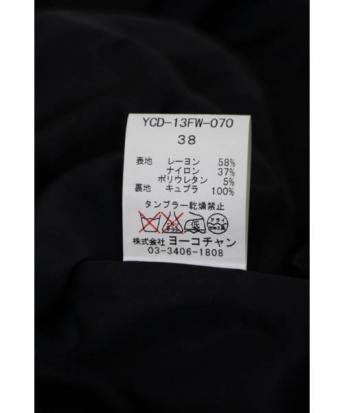 YCD-13FW-070
38
表地 レーヨン 58%
ナイロン 37%
ポリウレタン 5%
裏地 キュプラ 100%
タンブラー乾燥禁止
株式会社 ヨーコチャン
03-3406-1808